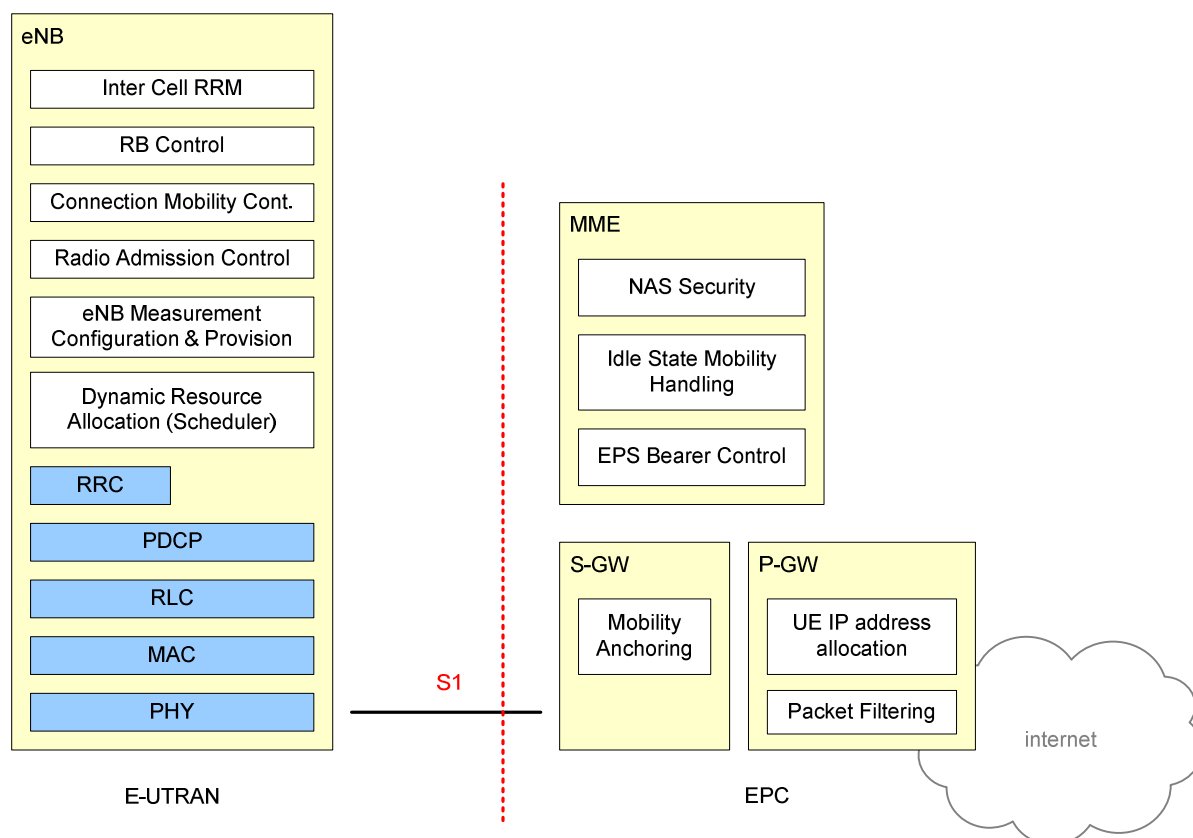 eNB
Inter Cell RRM
RB Control
Connection Mobility Cont.
Radio Admission Control
eNB Measurement
Configuration & Provision
Dynamic Resource
Allocation (Scheduler)
RRC
PDCP
RLC
MAC
PHY
E-UTRAN
S1
MME
NAS Security
Idle State Mobility
Handling
EPS Bearer Control
S-GW
Mobility
Anchoring
P-GW
UE IP address
allocation
Packet Filtering
internet
EPC